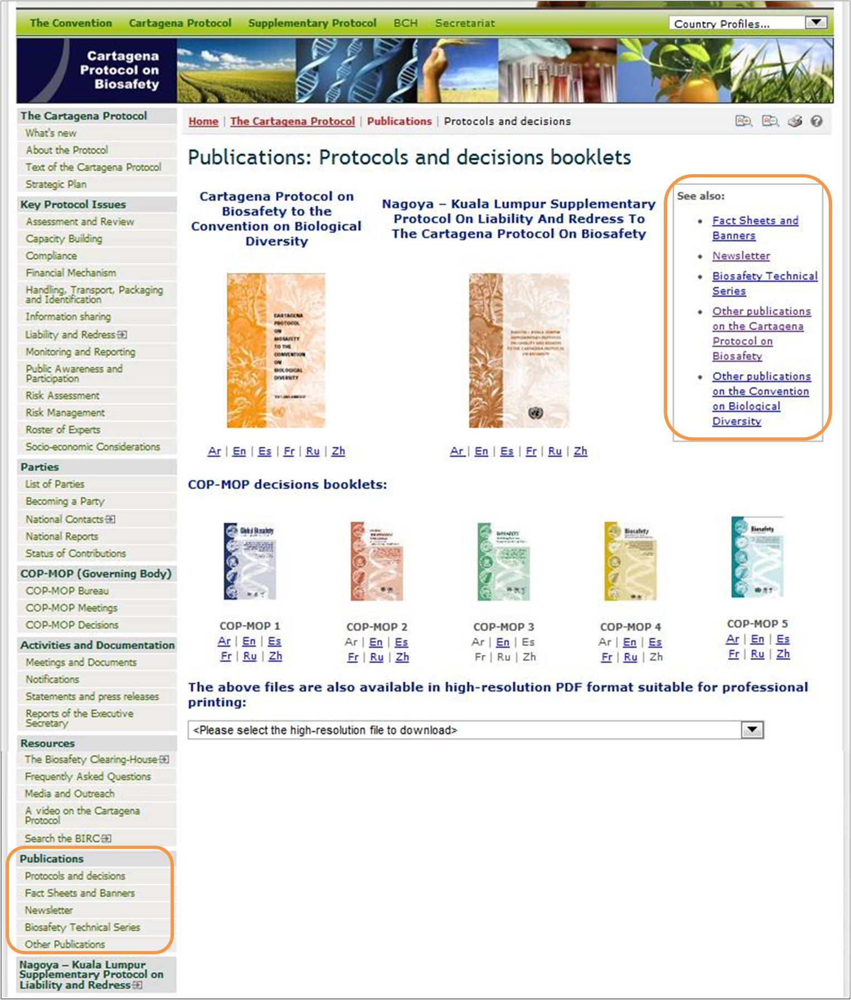 The Convention Cartagena Protocol Supplementary Protocol BCH Secretariat Country Profiles...
Cartagena
Protocol on
Biosafety
The Cartagena Protocol
What's new
About the Protocol
Text of the Cartagena Protocol
Strategic Plan
Key Protocol Issues
Assessment and Review
Capacity Building
Compliance
Financial Mechanism
Handling, Transport, Packaging
and Identification
Information sharing
Liability and Redress
Monitoring and Reporting
Public Awareness and
Participation
Risk Assessment
Risk Management
Roster of Experts
Socio-economic Considerations
Parties
List of Parties
Becoming a Party
National Contacts
National Reports
Status of Contributions
COP-MOP (Governing Body)
COP-MOP Bureau
COP-MOP Meetings
COP-MOP Decisions
Activities and Documentation
Meetings and Documents
Notifications
Statements and press releases
Reports of the Executive
Secretary
Resources
The Biosafety Clearing-House
Frequently Asked Questions
Media and Outreach
A video on the Cartagena
Protocol
Search the BIRC
Publications
Protocols and decisions
Fact Sheets and Banners
Newsletter
Biosafety Technical Series
Other Publications
Nagoya – Kuala Lumpur
Supplementary Protocol on
Liability and Redress
Home | The Cartagena Protocol | Publications | Protocols and decisions
Publications: Protocols and decisions booklets
Cartagena Protocol on
Biosafety to the
Convention on Biological
Diversity
CARTAGENA
PROTOCOL
ON
BIOSAFETY
TO THE
CONVENTION
ON
BIOLOGICAL
DIVERSITY
TEXT AND ANNEXES
Ar | En | Es | Fr | Ru | Zh
Nagoya – Kuala Lumpur Supplementary
Protocol On Liability And Redress To
The Cartagena Protocol On Biosafety
NAGOYA – KUALA LUMPUR
SUPPLEMENTARY PROTOCOL
ON LIABILITY AND REDRESS
TO THE CARTAGENA PROTOCOL
ON BIOSAFETY
Ar | En | Es | Fr | Ru | Zh
See also:
• Fact Sheets and
Banners
• Newsletter
• Biosafety Technical
Series
• Other publications
on the Cartagena
Protocol on
Biosafety
• Other publications
on the Convention
on Biological
Diversity
COP-MOP decisions booklets:
Global Biosafety
COP-MOP 1
Ar | En | Es
Fr | Ru | Zh
COP-MOP 2
Ar | En | Es
Fr | Ru | Zh
BIOSAFETY
COP-MOP 3
Ar | En | Es
Fr | Ru | Zh
Biosafety
COP-MOP 4
Ar | En | Es
Fr | Ru | Zh
Biosafety
COP-MOP 5
Ar | En | Es
Fr | Ru | Zh
The above files are also available in high-resolution PDF format suitable for professional
printing:
<Please select the high-resolution file to download>